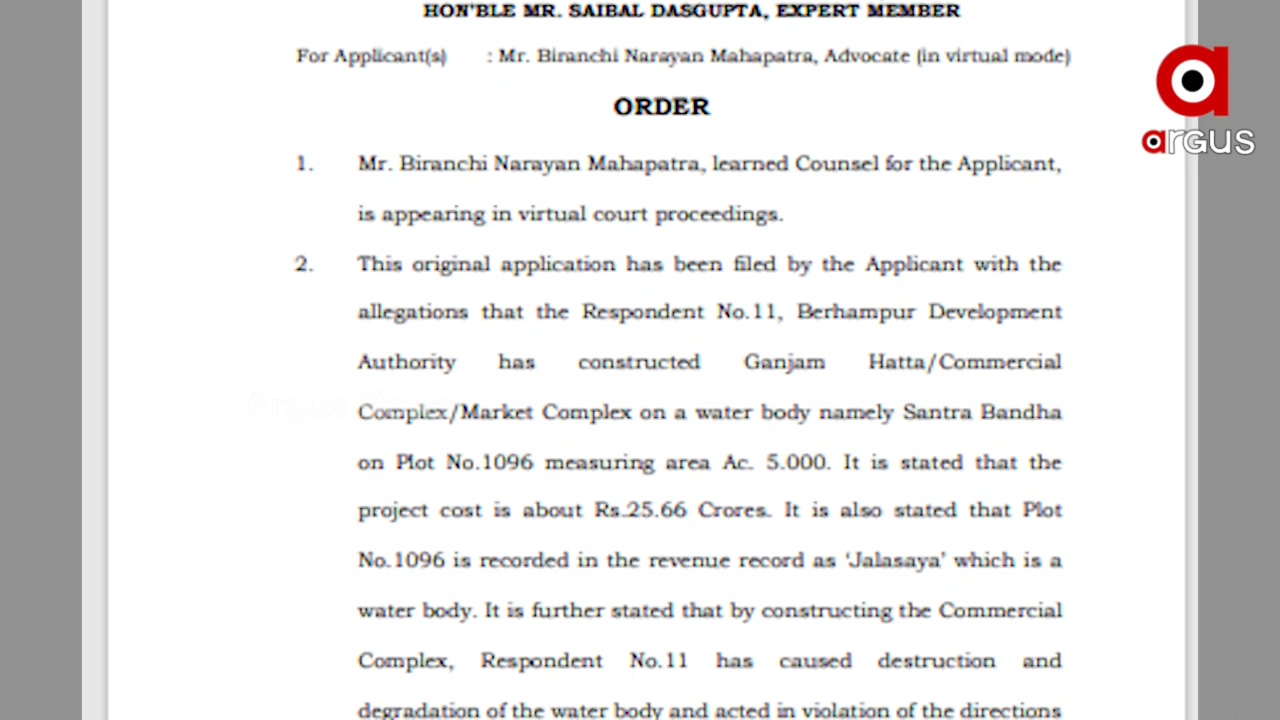 HON'BLE MR. SAIBAL DASGUPTA, EXPERT MEMBER
For Applicant(s) : Mr. Biranchi Narayan Mahapatra, Advocate (in virtual mode)
argus
ORDER
1. Mr. Biranchi Narayan Mahapatra, learned Counsel for the Applicant,
is appearing in virtual court proceedings.
2. This original application has been filed by the Applicant with the
allegations that the Respondent No.11, Berhampur Development
Authority has constructed Ganjam Hatta/Commercial
Complex/Market Complex on a water body namely Santra Bandha
on Plot No.1096 measuring area Ac. 5.000. It is stated that the
project cost is about Rs.25.66 Crores. It is also stated that Plot
No.1096 is recorded in the revenue record as ‘Jalasaya’ which is a
water body. It is further stated that by constructing the Commercial
Complex, Respondent No.11 has caused destruction and
degradation of the water body and acted in violation of the directions